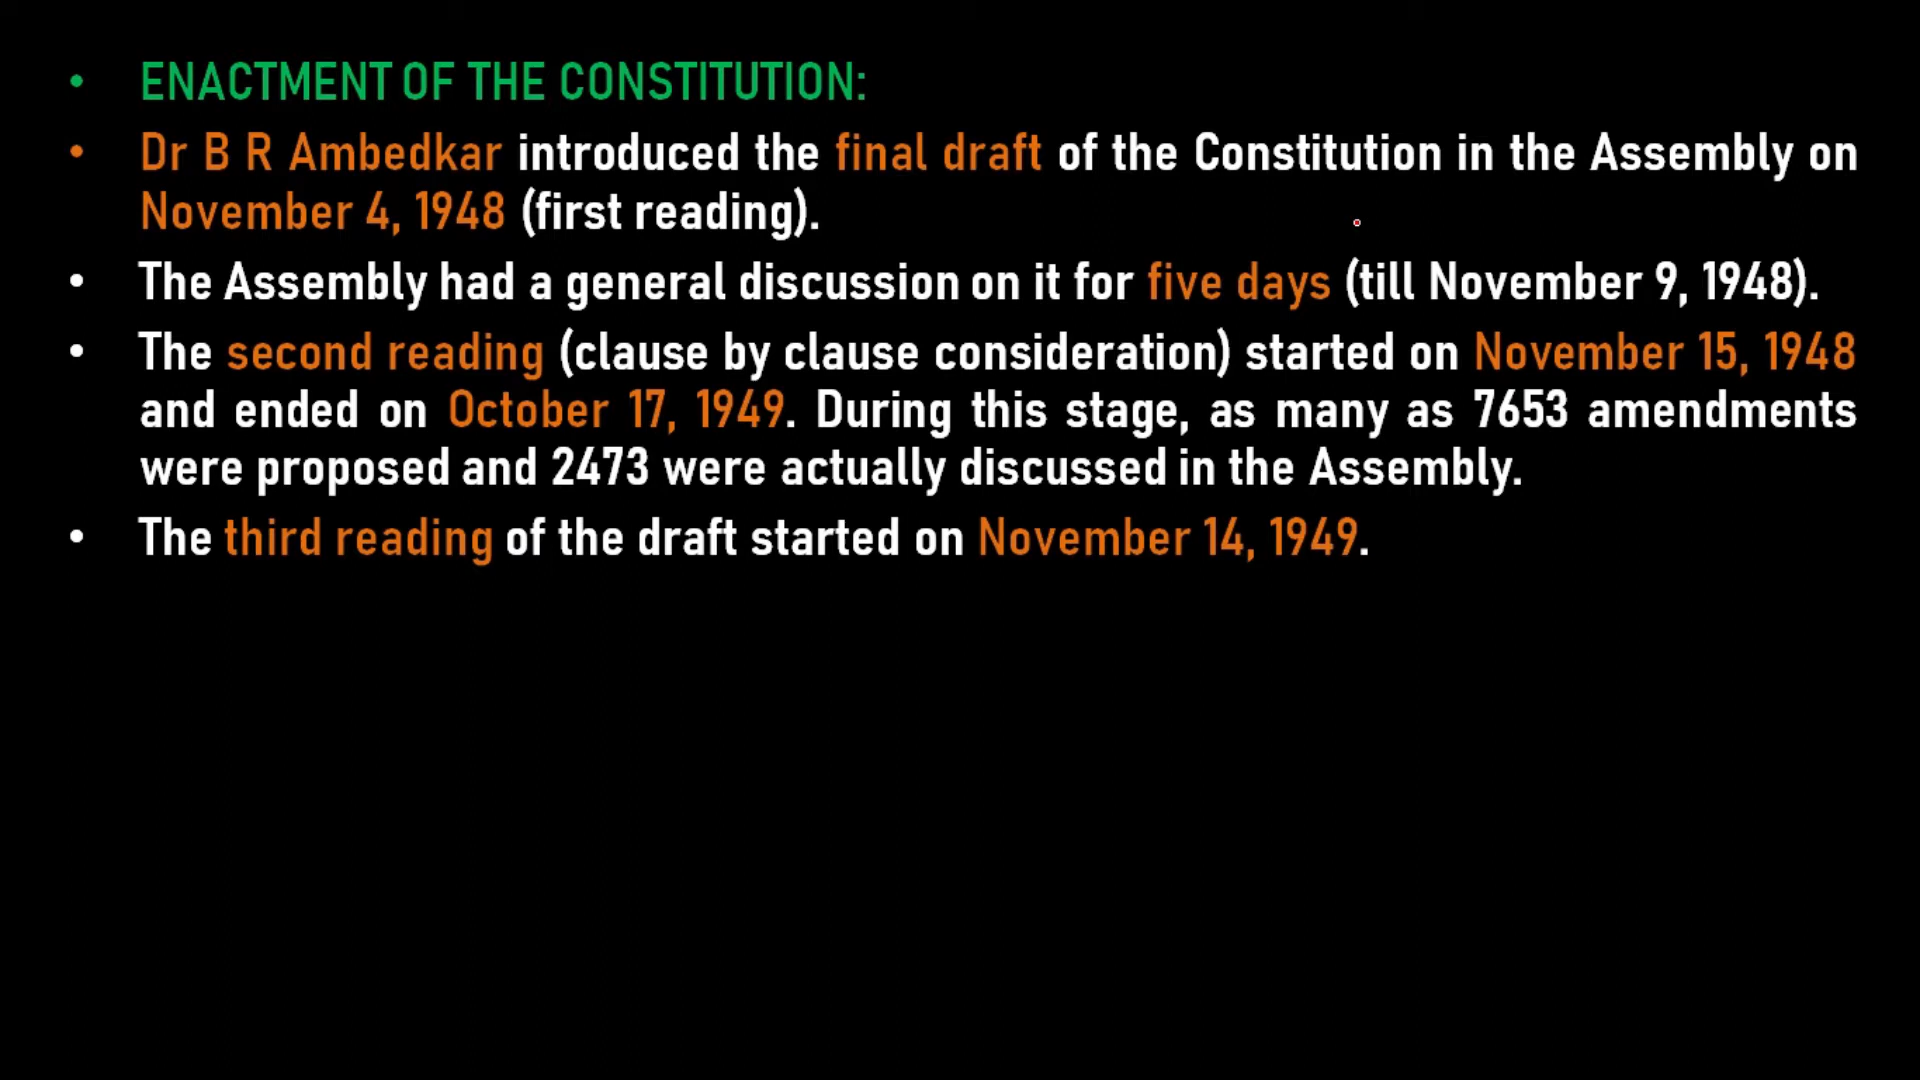 • ENACTMENT OF THE CONSTITUTION:
• Dr B R Ambedkar introduced the final draft of the Constitution in the Assembly on
November 4, 1948 (first reading).
• The Assembly had a general discussion on it for five days (till November 9, 1948).
• The second reading (clause by clause consideration) started on November 15, 1948
and ended on October 17, 1949. During this stage, as many as 7653 amendments
were proposed and 2473 were actually discussed in the Assembly.
• The third reading of the draft started on November 14, 1949.